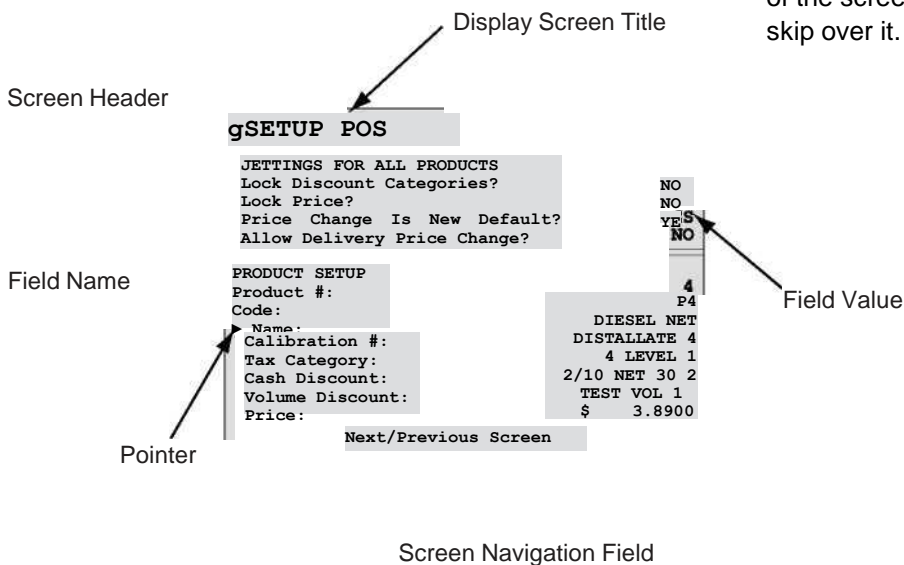 of the scree
skip over it.
Display Screen Title
Screen Header
gSETUP POS
JETTINGS FOR ALL PRODUCTS
Lock Discount Categories? NO
Lock Price? NO
Price Change Is New Default? YES
Allow Delivery Price Change? NO
Field Name
PRODUCT SETUP
Product #: 4
Code: P4
Name: DIESEL NET
Calibration #: DISTALLATE 4
Tax Category: 4 LEVEL 1
Cash Discount: 2/10 NET 30 2
Volume Discount: TEST VOL 1
Price: $ 3.8900
Field Value
Next/Previous Screen
Pointer
Screen Navigation Field